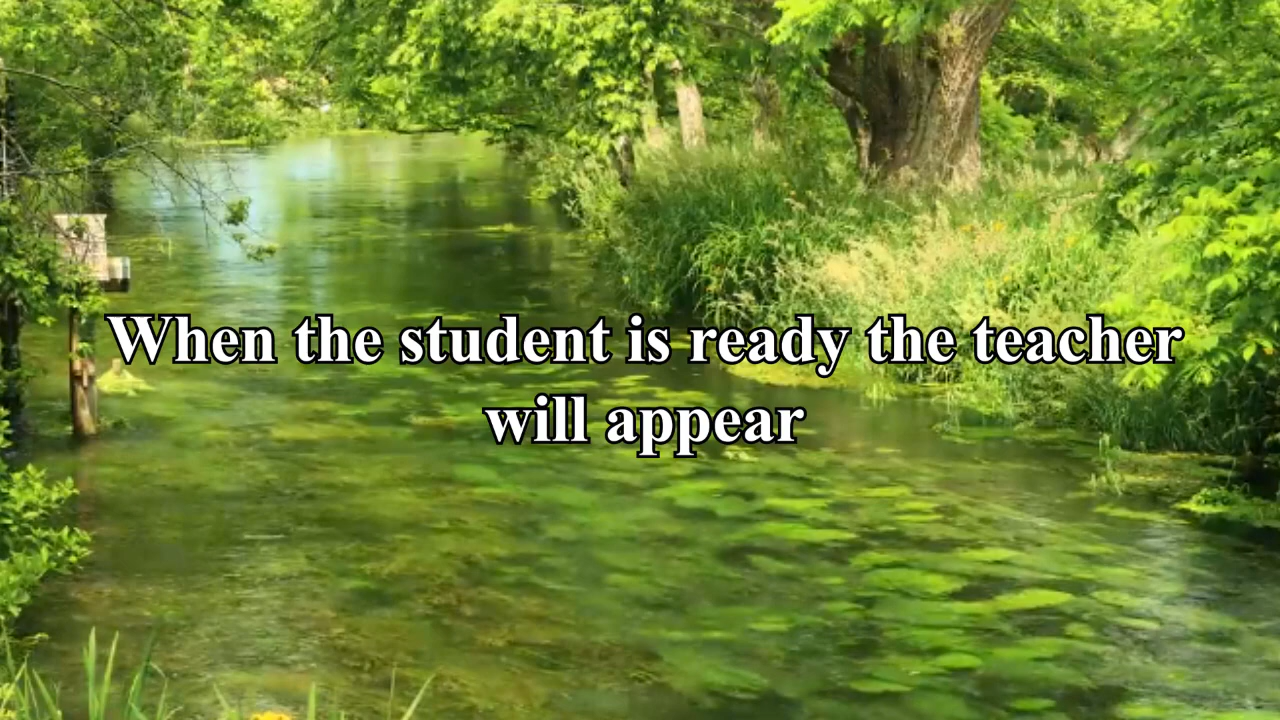 When the student is ready the teacher
will appear